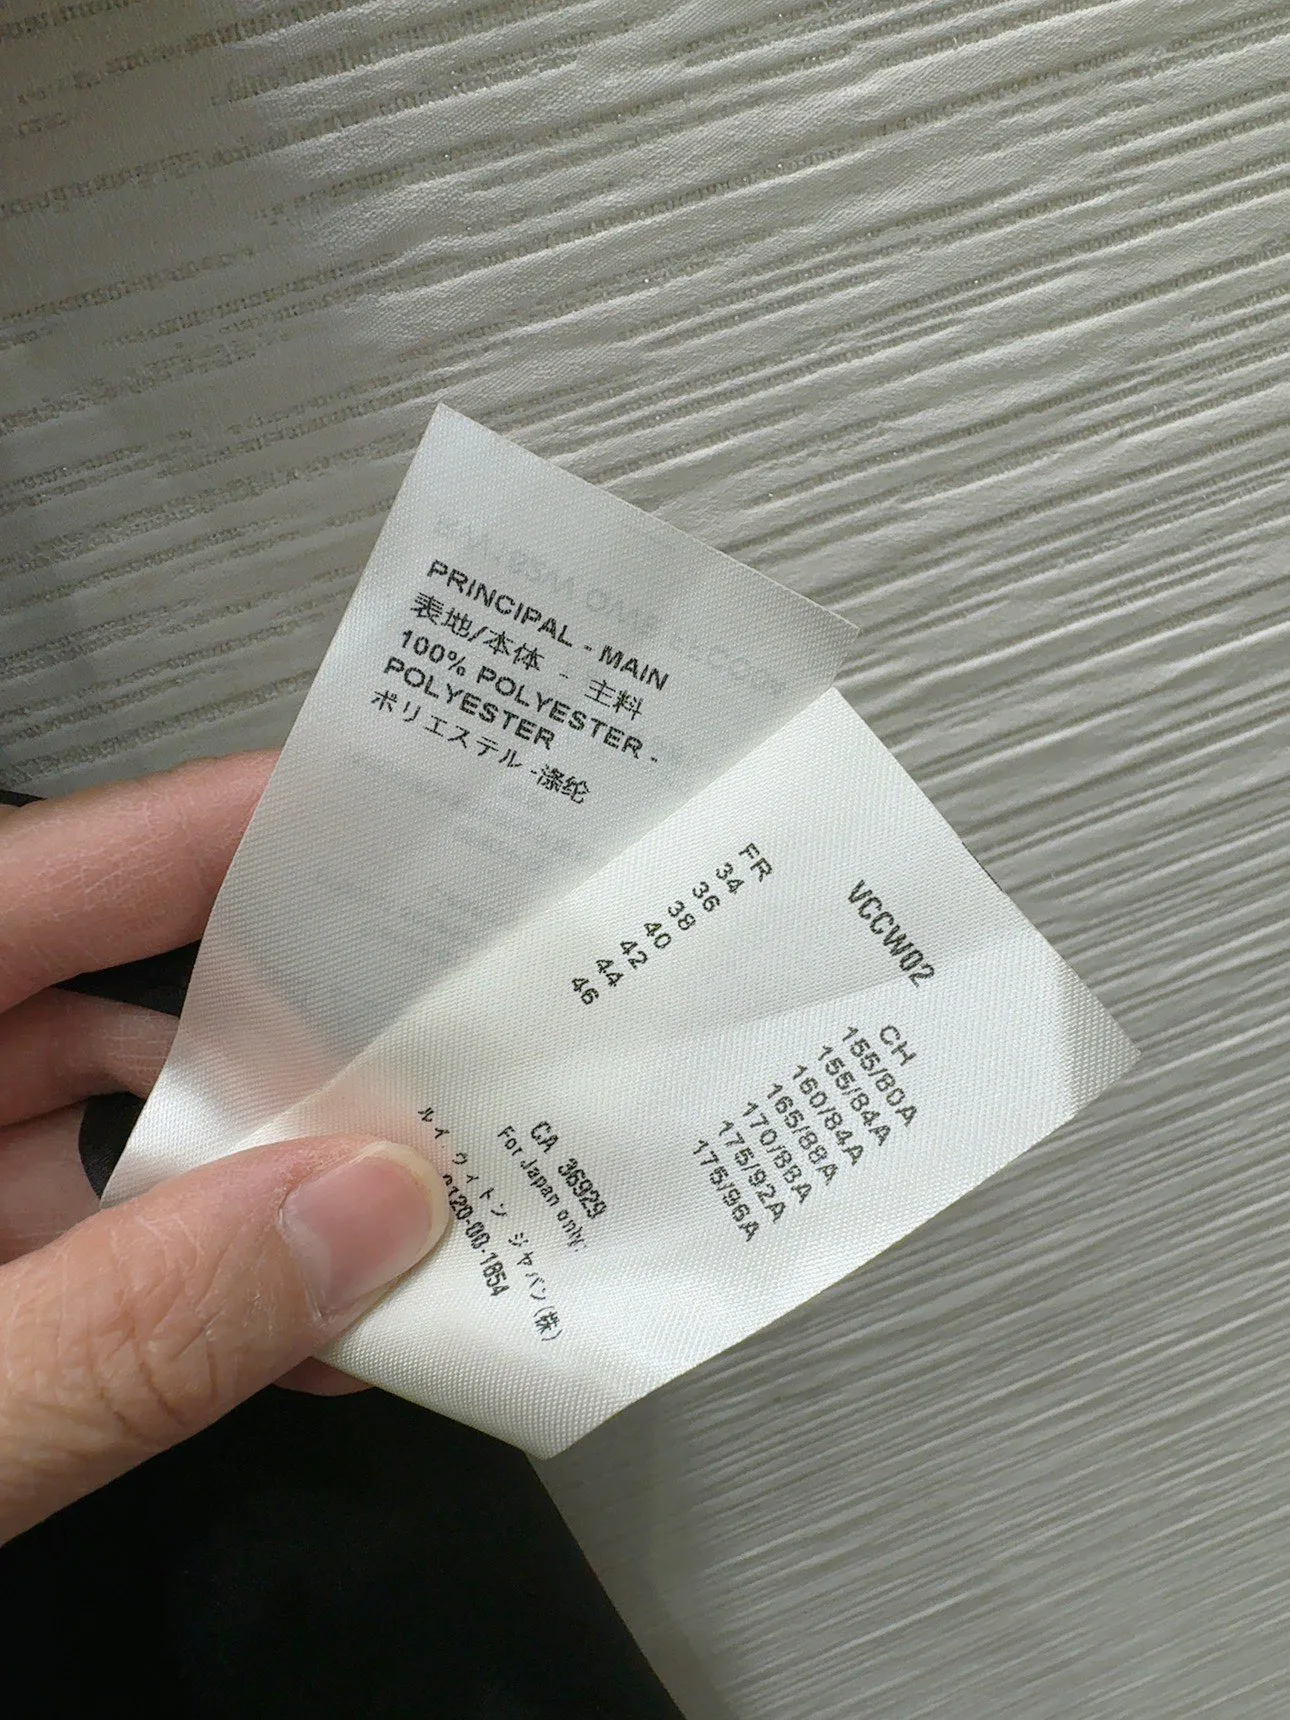 PRINCIPAL - MAIN
表地/本体 - 主料
100% POLYESTER -
POLYESTER
ポリエステル -涤纶
VCCW02
FR
34
36
38
40
42
44
46
CH
155/80A
155/84A
160/84A
165/88A
170/88A
175/92A
175/96A
CA 36929
For Japan only:
ルイ ヴィトン ジャパン(株)
0120-00-1854